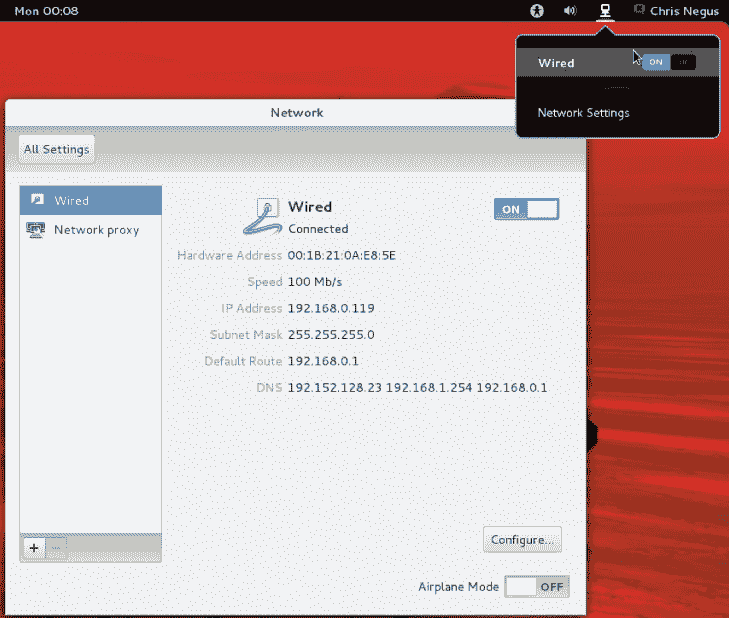 Mon 00:08 Chris Negus
Wired ON
Network Settings
Network
All Settings
Wired
Network proxy
Wired ON
Connected
Hardware Address 00:1B:21:0A:E8:5E
Speed 100 Mb/s
IP Address 192.168.0.119
Subnet Mask 255.255.255.0
Default Route 192.168.0.1
DNS 192.152.128.23 192.168.1.254 192.168.0.1
Configure...
Airplane Mode OFF